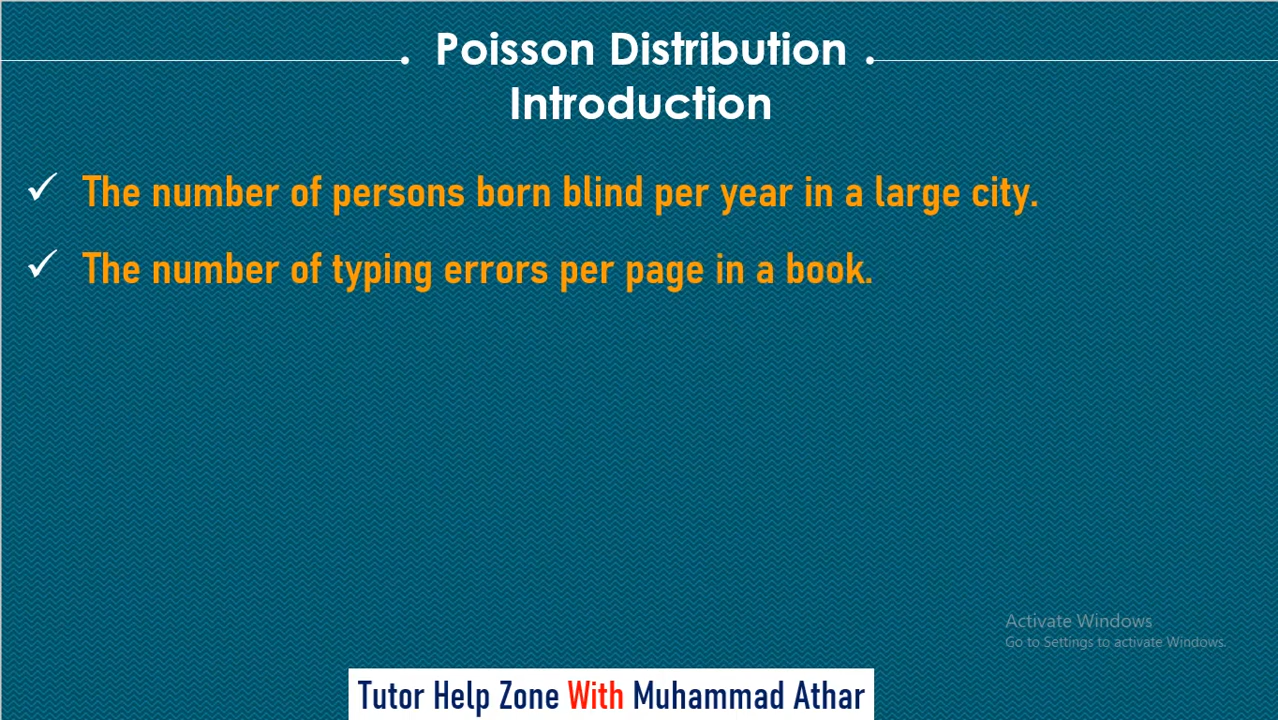 . Poisson Distribution .
Introduction
✓ The number of persons born blind per year in a large city.
✓ The number of typing errors per page in a book.
Activate Windows
Go to Settings to activate Windows.
Tutor Help Zone With Muhammad Athar